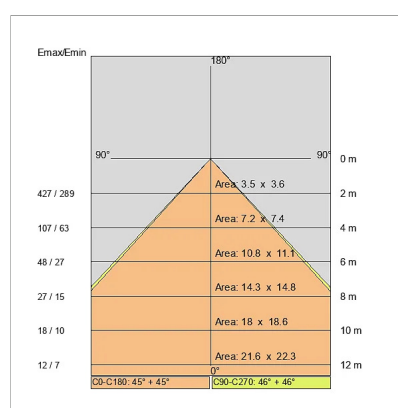 Emax/Emin
180°
90° 90° 0 m
Area: 3.5 x 3.6
427 / 289 2 m
Area: 7.2 x 7.4
107 / 63 4 m
Area: 10.8 x 11.1
48 / 27 6 m
Area: 14.3 x 14.8
27 / 15 8 m
Area: 18 x 18.6
18 / 10 10 m
Area: 21.6 x 22.3
12 / 7 12 m
0°
C0-C180: 45° + 45° C90-C270: 46° + 46°